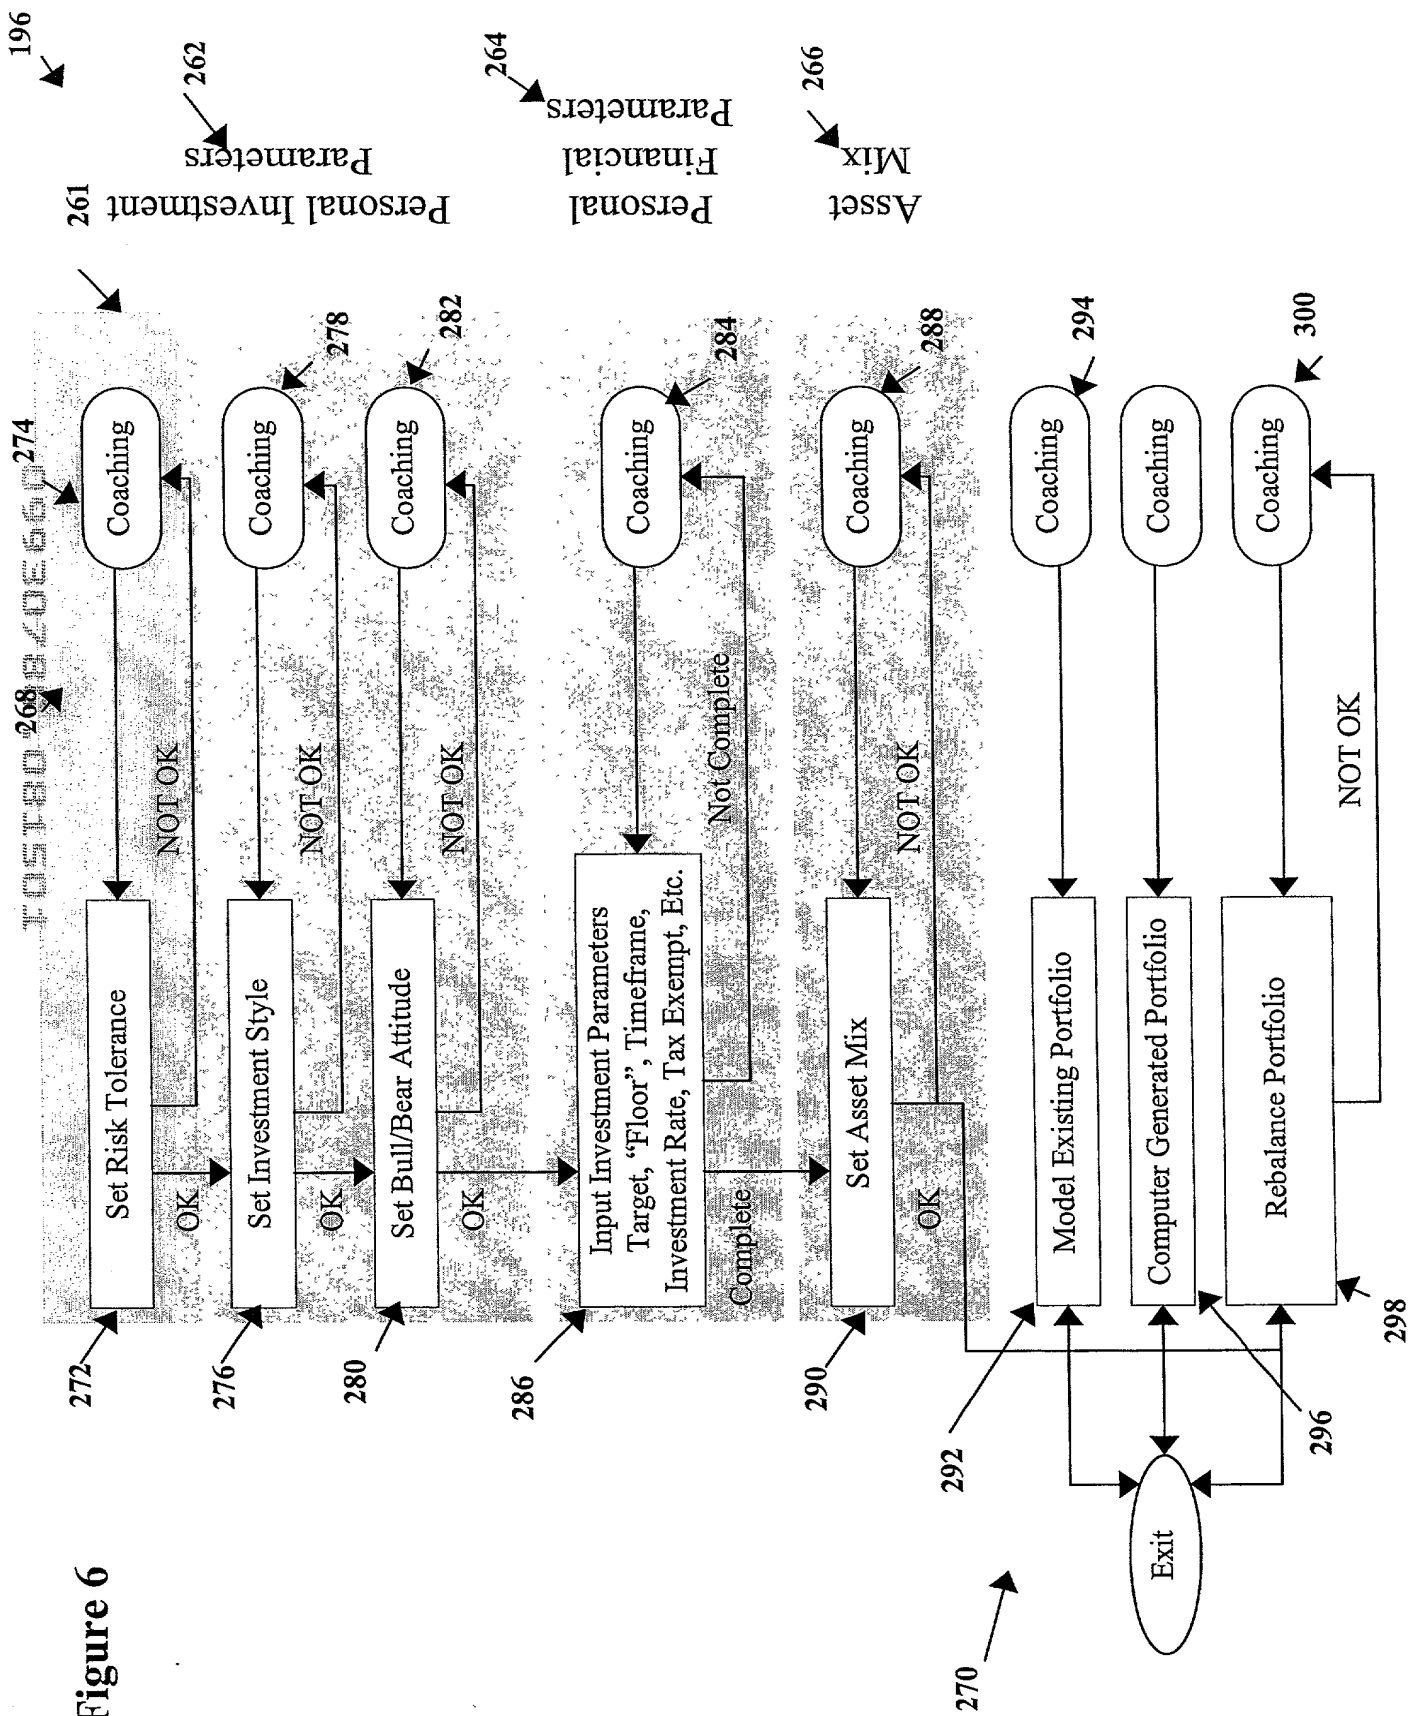 Figure 6
196
261
268
274
262
Personal Investment
Parameters
272
Set Risk Tolerance
Coaching
NOT OK
OK
276
Set Investment Style
Coaching
278
NOT OK
OK
280
Set Bull/Bear Attitude
Coaching
282
NOT OK
OK
264
Personal
Financial
Parameters
286
Input Investment Parameters
Target, “Floor”, Timeframe,
Investment Rate, Tax Exempt, Etc.
Coaching
284
Not Complete
Complete
266
Asset
Mix
290
Set Asset Mix
Coaching
288
NOT OK
OK
270
292
Model Existing Portfolio
Coaching
294
Exit
Computer Generated Portfolio
Coaching
296
Rebalance Portfolio
Coaching
300
298
NOT OK